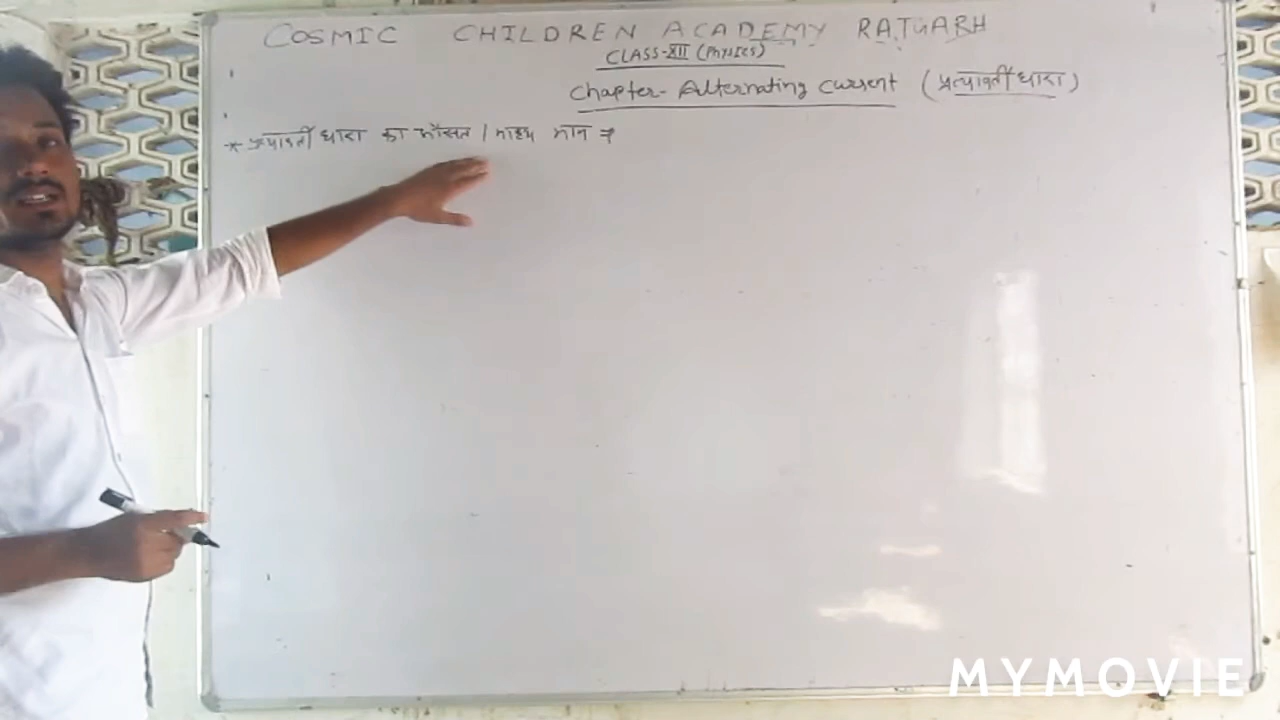 COSMIC CHILDREN ACADEMY RAJGARH
CLASS-XII (PHYSICS)
Chapter- Alternating Current (प्रत्यावर्ती धारा)
* प्रत्यावर्ती धारा का औसत / माध्य मान ⇒
MYMOVIE